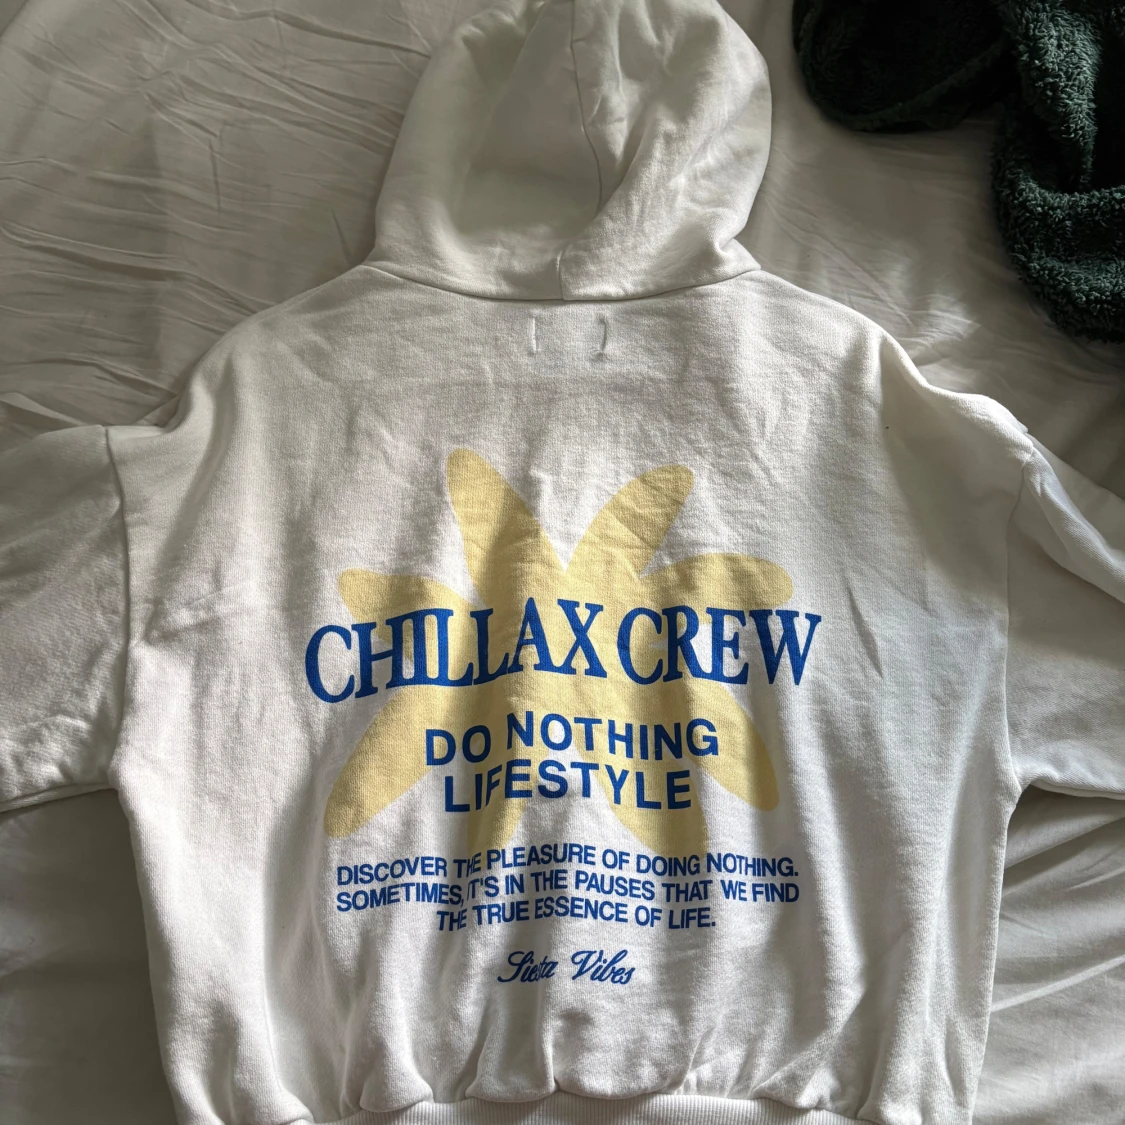 CHILLAX CREW
DO NOTHING
LIFESTYLE
DISCOVER THE PLEASURE OF DOING NOTHING.
SOMETIMES, IT'S IN THE PAUSES THAT WE FIND
THE TRUE ESSENCE OF LIFE.
Siesta Vibes